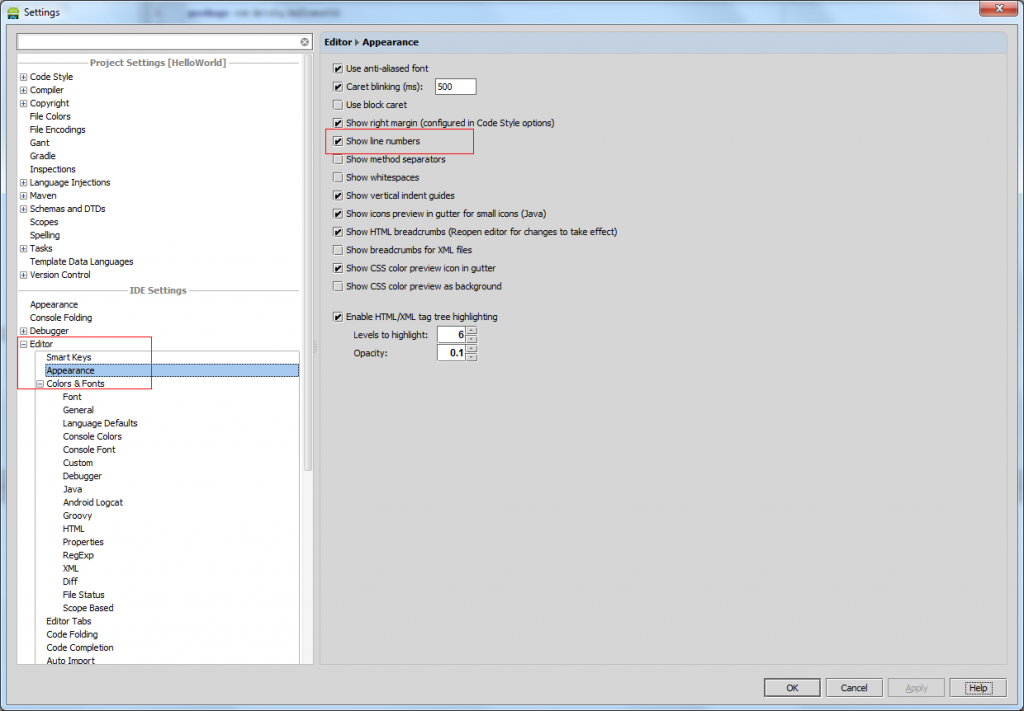 Settings
Project Settings [HelloWorld]
Code Style
Compiler
Copyright
File Colors
File Encodings
Gant
Gradle
Inspections
Language Injections
Maven
Schemas and DTDs
Scopes
Spelling
Tasks
Template Data Languages
Version Control
IDE Settings
Appearance
Console Folding
Debugger
Editor
Smart Keys
Appearance
Colors & Fonts
Font
General
Language Defaults
Console Colors
Console Font
Custom
Debugger
Java
Android Logcat
Groovy
HTML
Properties
RegExp
XML
Diff
File Status
Scope Based
Editor Tabs
Code Folding
Code Completion
Auto Import
Editor Appearance
Use anti-aliased font
Caret blinking (ms): 500
Use block caret
Show right margin (configured in Code Style options)
Show line numbers
Show method separators
Show whitespaces
Show vertical indent guides
Show icons preview in gutter for small icons (Java)
Show HTML breadcrumbs (Reopen editor for changes to take effect)
Show breadcrumbs for XML files
Show CSS color preview icon in gutter
Show CSS color preview as background
Enable HTML/XML tag tree highlighting
Levels to highlight: 6
Opacity: 0.1
OK Cancel Apply Help